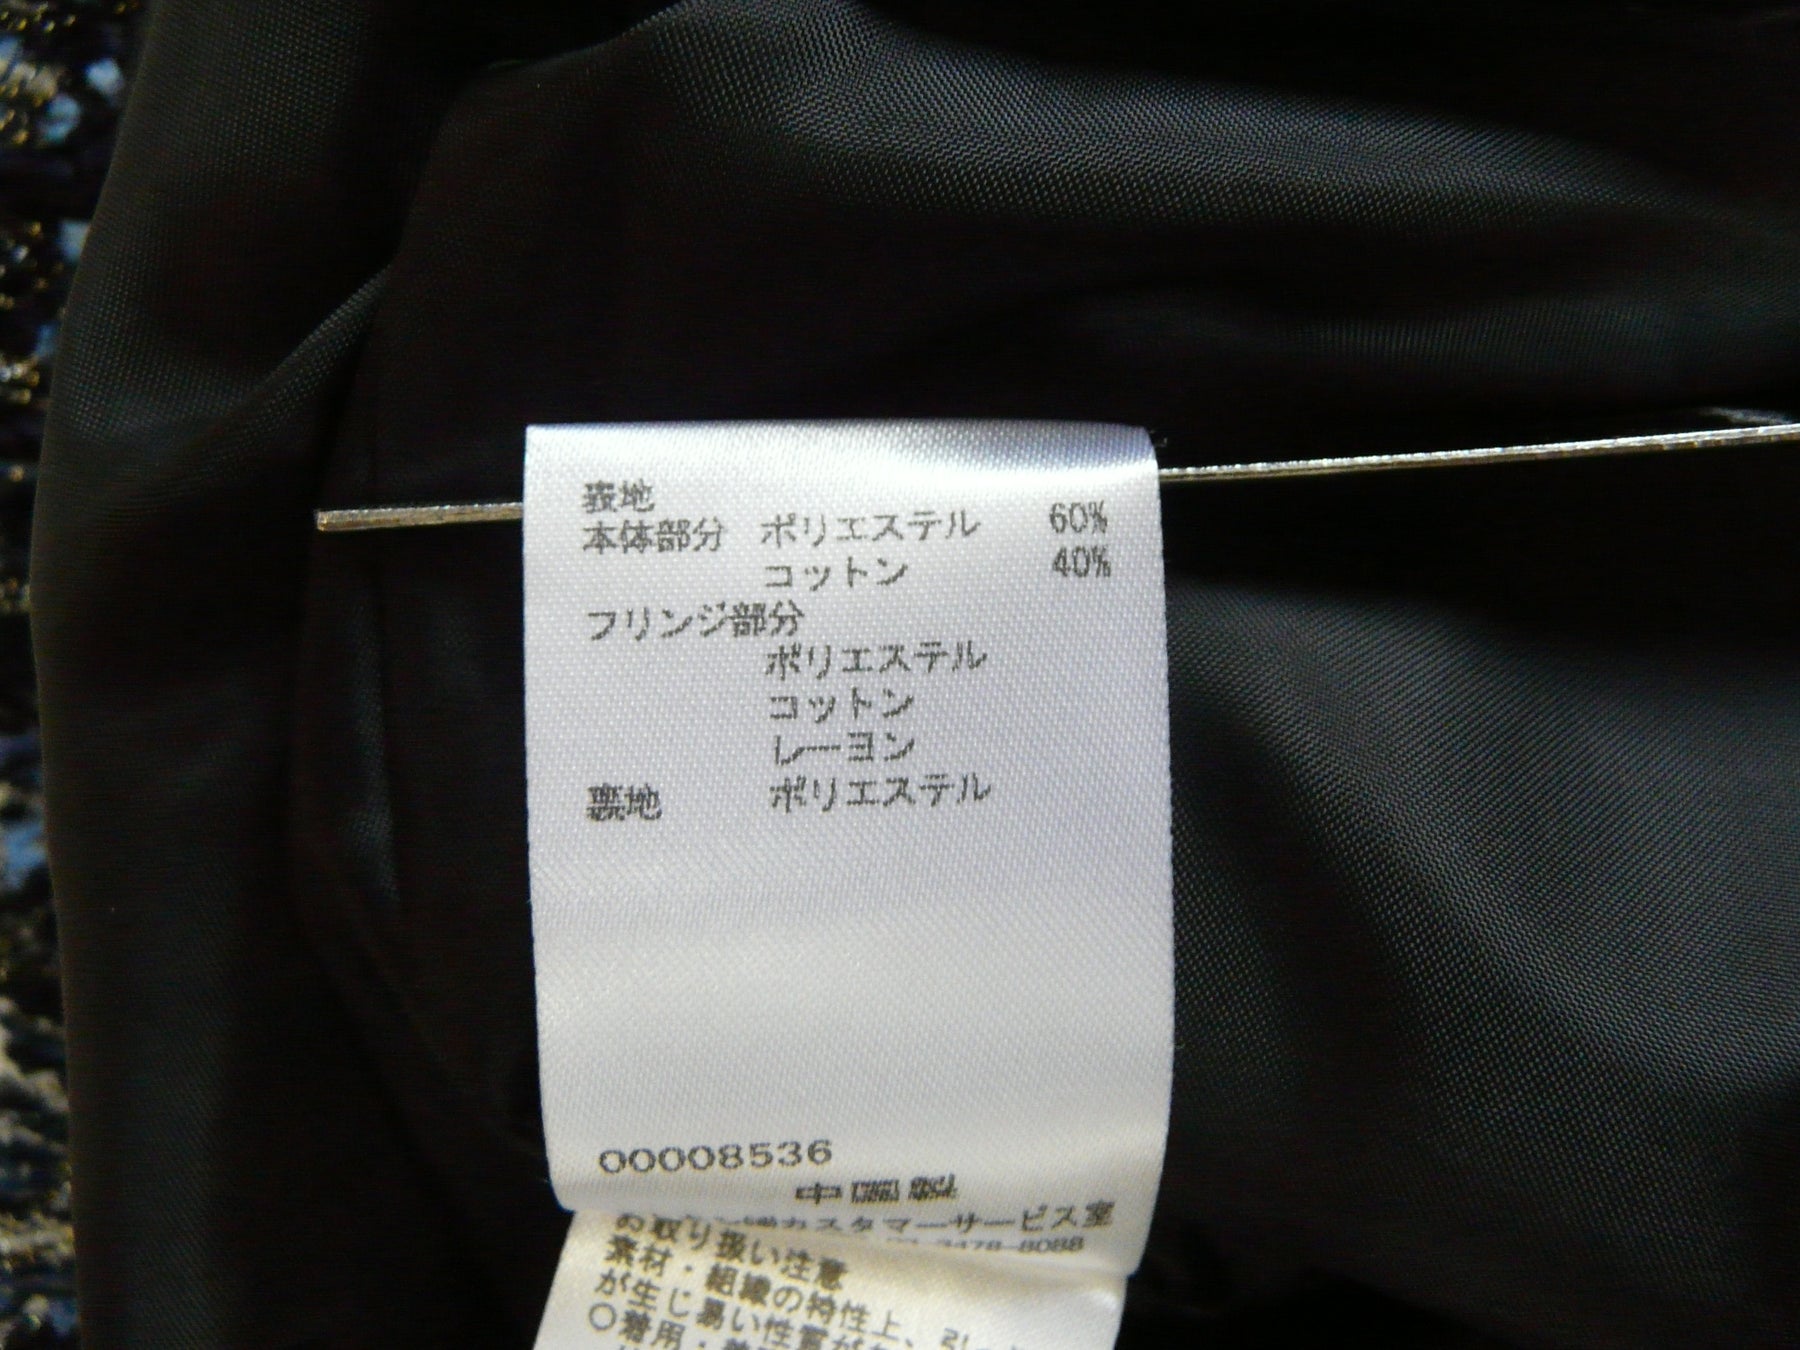 表地
本体部分 ポリエステル 60%
コットン 40%
フリンジ部分
ポリエステル
コットン
レーヨン
裏地 ポリエステル
00008536
中国製
カスタマーサービス室
3478-8088
お取り扱い注意
素材・組織の特性上、引
が生じ易い性質が
○着用・